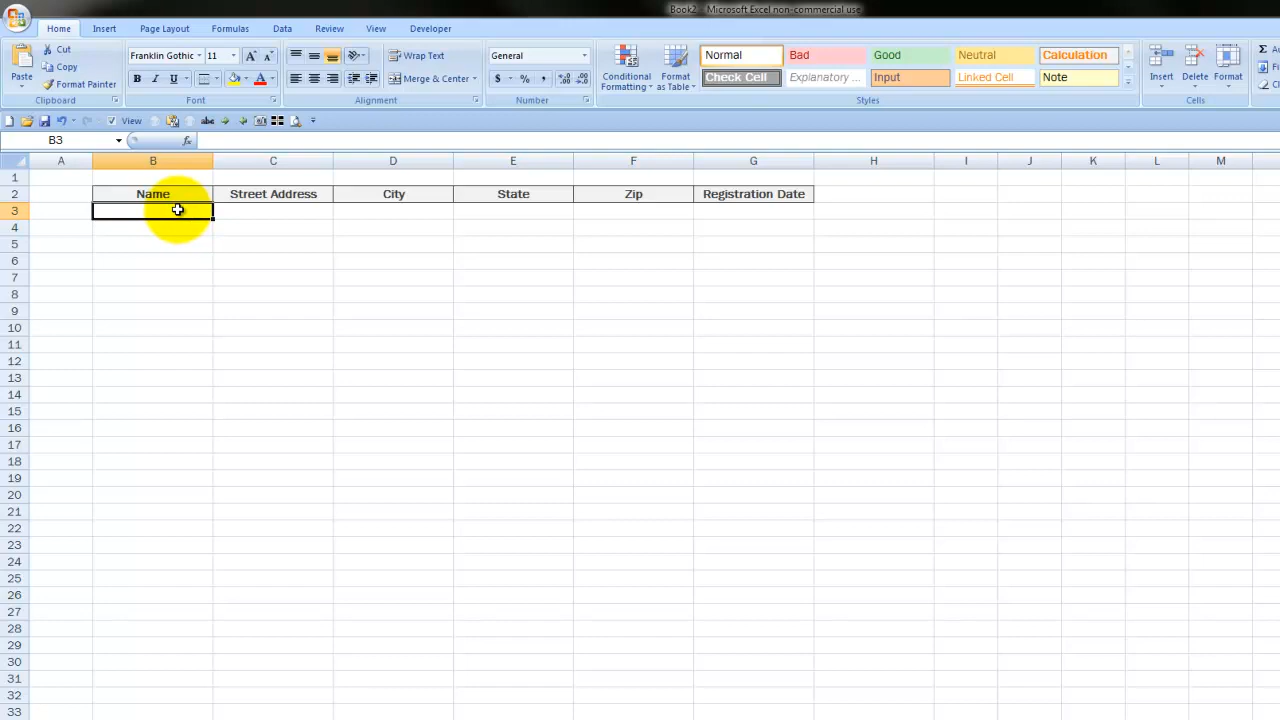 Book2 - Microsoft Excel non-commercial use
Home Insert Page Layout Formulas Data Review View Developer
Paste
Cut
Copy
Format Painter
Clipboard
Franklin Gothic 11
B I U
Font
Wrap Text
Merge & Center
Alignment
General
$ % ,
Number
Conditional Formatting
Format as Table
Normal Bad Good Neutral Calculation
Check Cell Explanatory ... Input Linked Cell Note
Styles
Insert Delete Format
Cells
View
B3 fx
A B C D E F G H I J K L M
1
2 Name Street Address City State Zip Registration Date
3
4
5
6
7
8
9
10
11
12
13
14
15
16
17
18
19
20
21
22
23
24
25
26
27
28
29
30
31
32
33